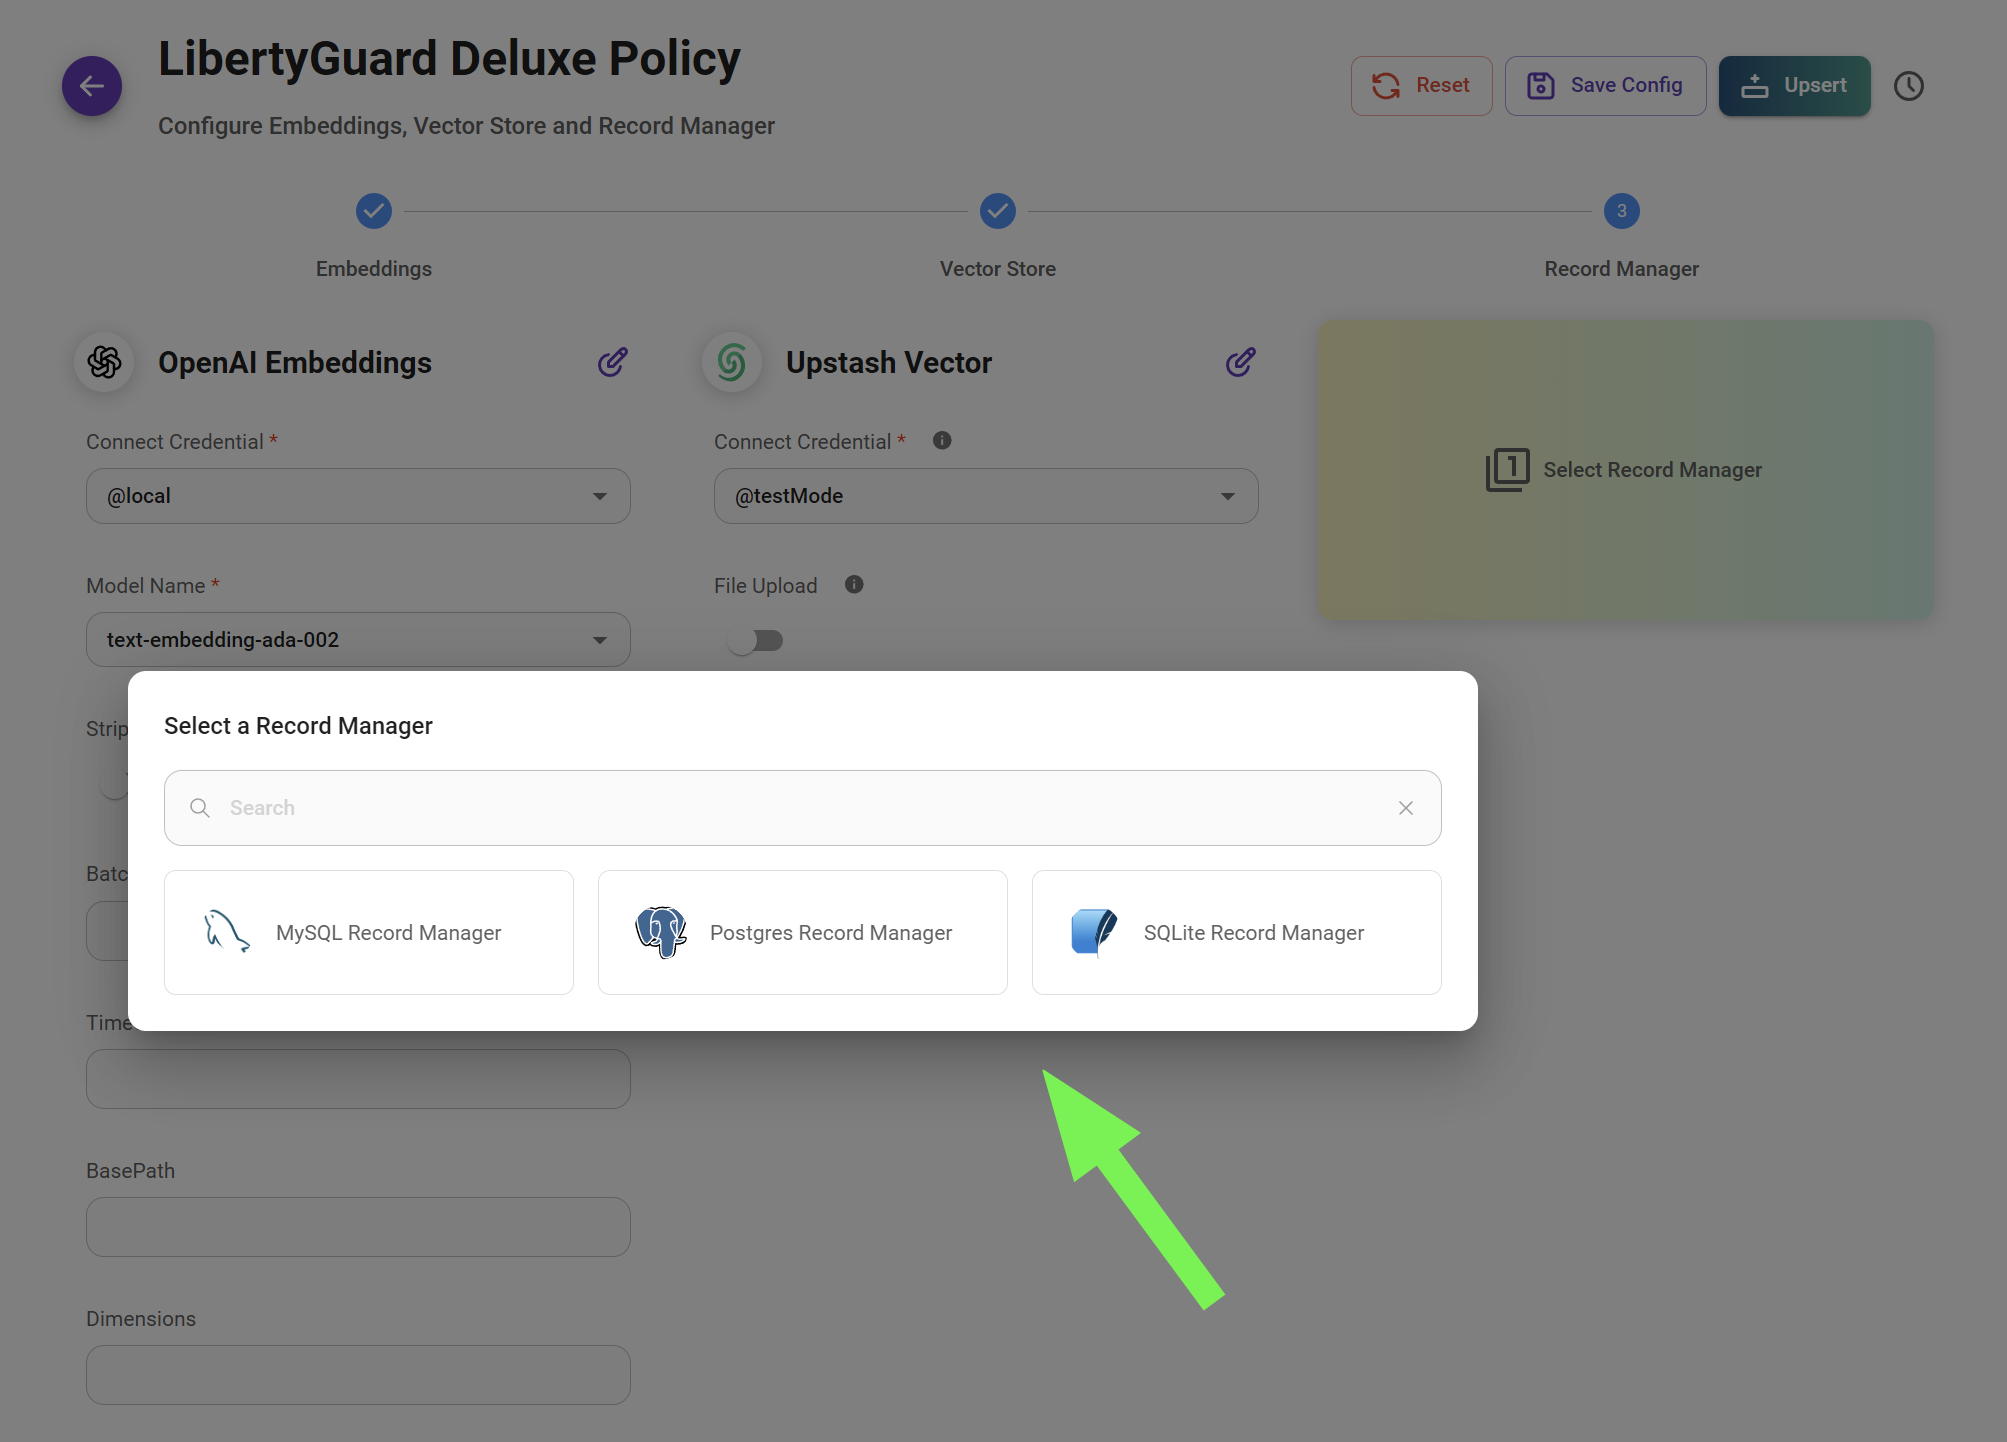 LibertyGuard Deluxe Policy
Configure Embeddings, Vector Store and Record Manager
Reset
Save Config
Upsert
3
Embeddings
Vector Store
Record Manager
OpenAI Embeddings
Upstash Vector
Connect Credential *
@local
Connect Credential *
@testMode
1
Select Record Manager
Model Name *
text-embedding-ada-002
File Upload
Strip
Select a Record Manager
Search
Batc
MySQL Record Manager
Postgres Record Manager
SQLite Record Manager
Time
BasePath
Dimensions